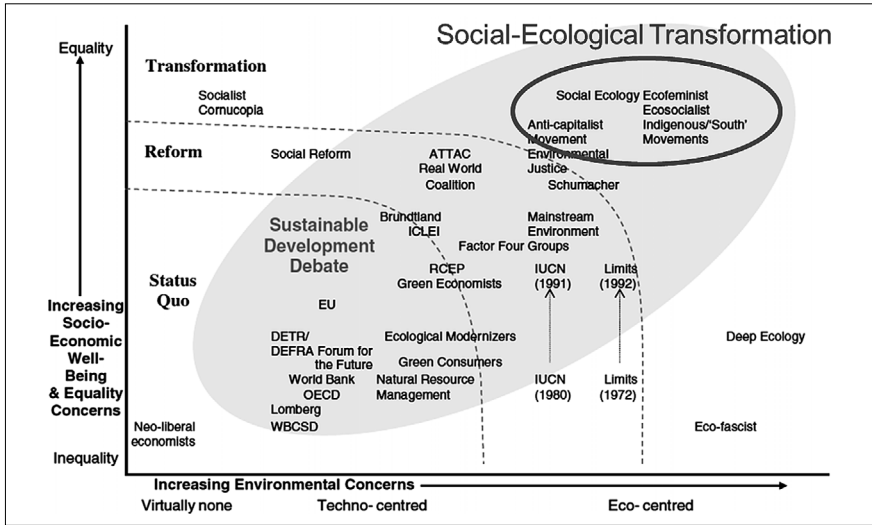 Social-Ecological Transformation
Equality
Transformation
Socialist
Cornucopia
Social Ecology Ecofeminist
Ecosocialist
Anti-capitalist
Indigenous/'South'
Movement
Movements
Reform
Social Reform
ATTAC
Environmental
Real World
Justice
Coalition
Schumacher
Sustainable
Development
Debate
Brundtland
ICLEI
Mainstream
Environment
Factor Four Groups
Status
Quo
RCEP
Green Economists
IUCN
(1991)
Limits
(1992)
EU
Increasing
Socio-
Economic
Well-
Being
& Equality
Concerns
DETR/
DEFRA Forum for
the Future
Ecological Modernizers
Green Consumers
Deep Ecology
World Bank
OECD
Natural Resource
Management
IUCN
(1980)
Limits
(1972)
Lomberg
WBCSD
Neo-liberal
economists
Eco-fascist
Inequality
Increasing Environmental Concerns
Virtually none
Techno- centred
Eco- centred